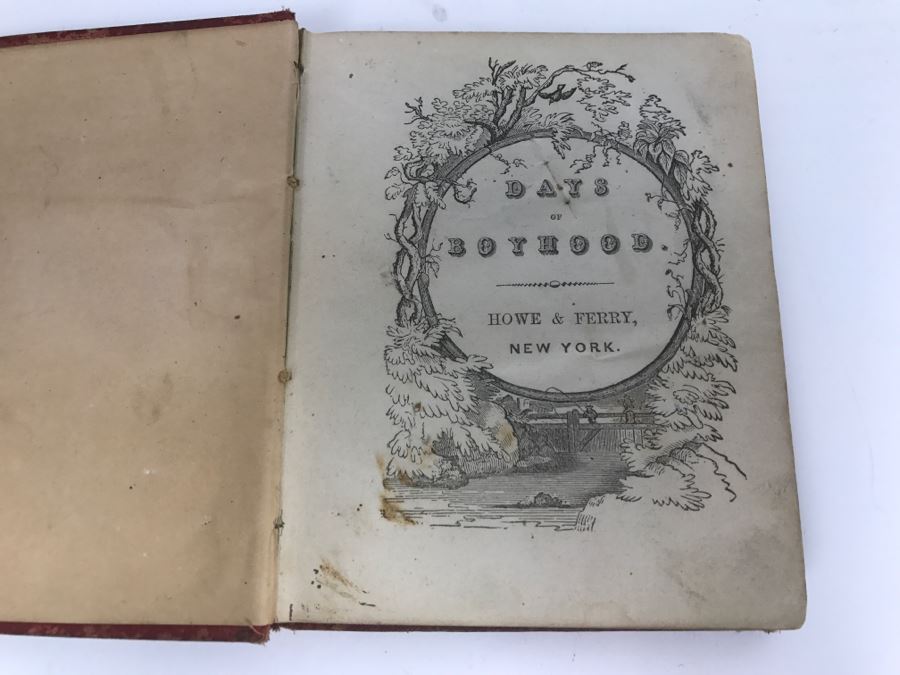 DAYS
OF
BOYHOOD.
HOWE & FERRY,
NEW YORK.